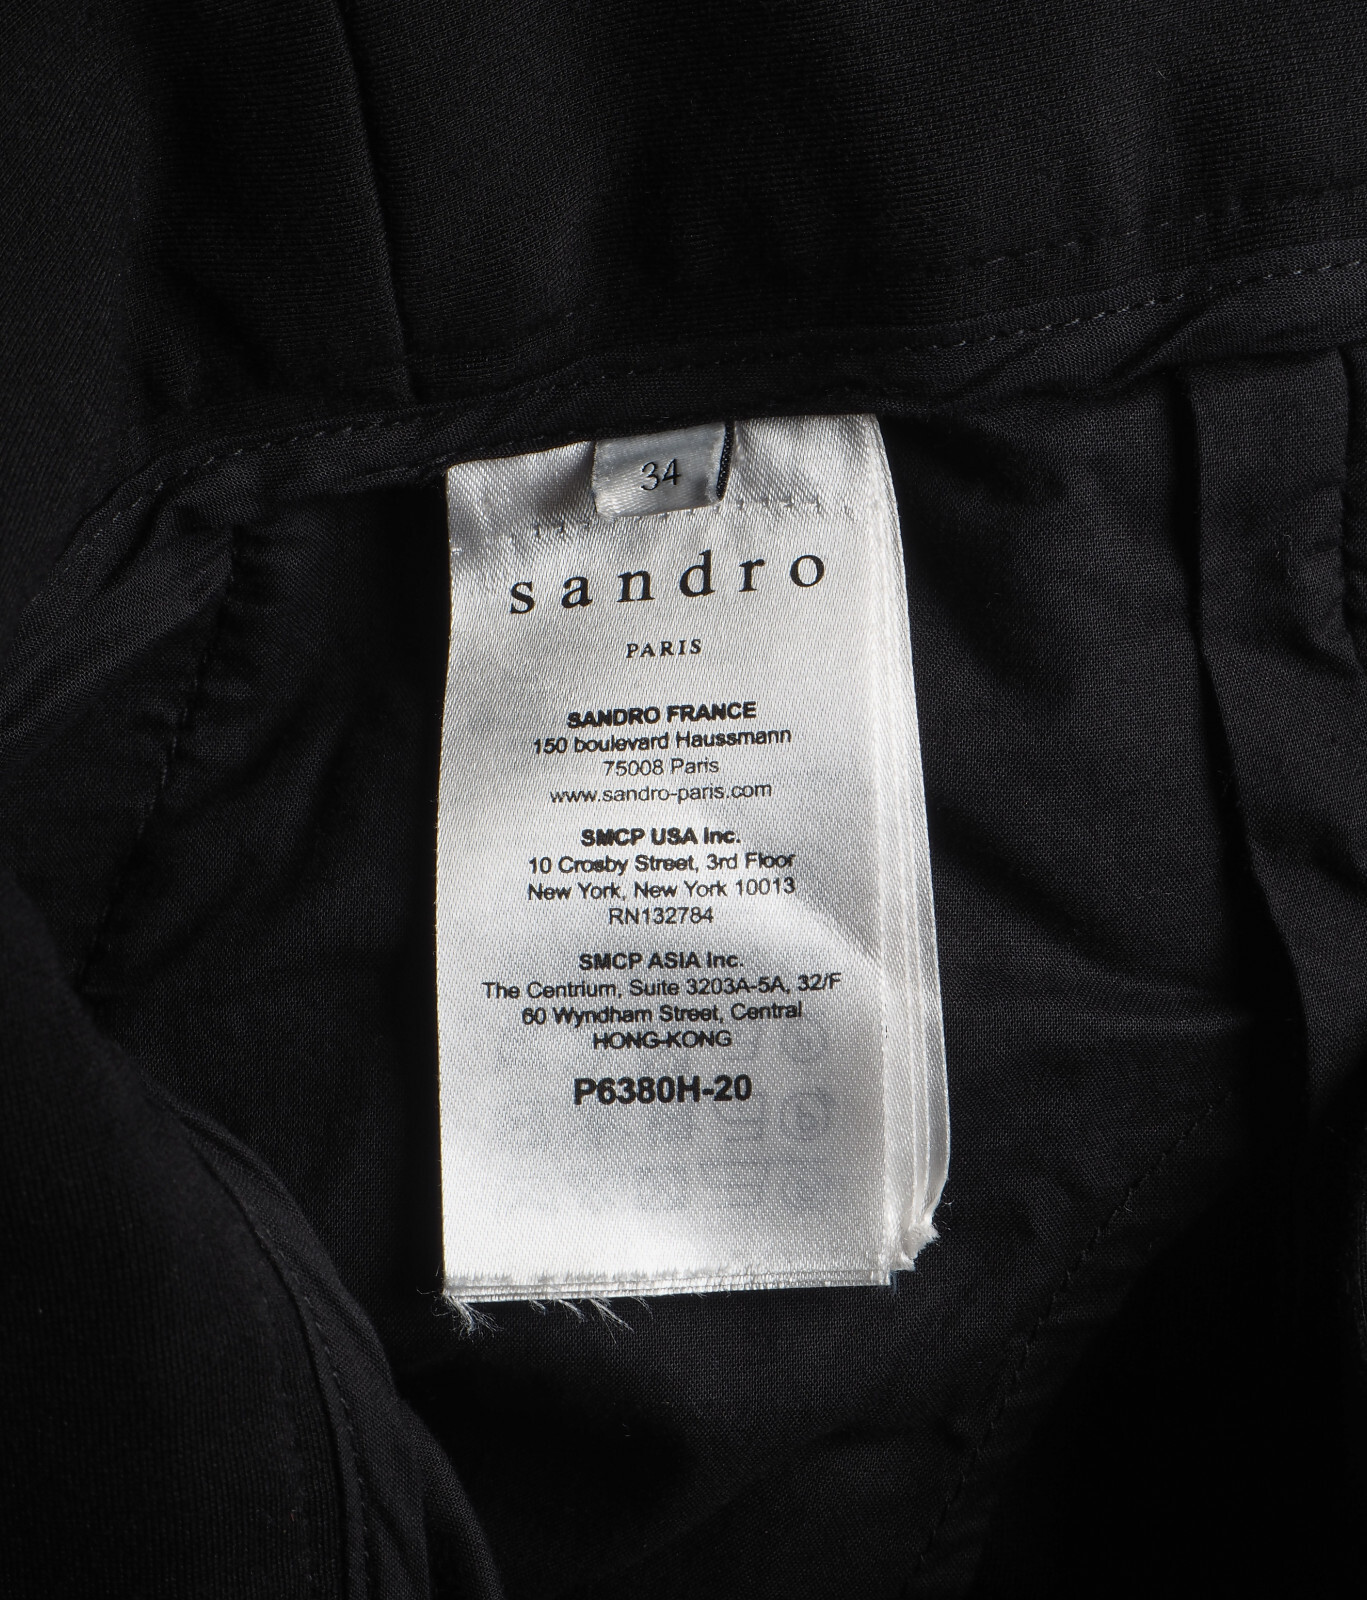 34
sandro
PARIS
SANDRO FRANCE
150 boulevard Haussmann
75008 Paris
www.sandro-paris.com
SMCP USA Inc.
10 Crosby Street, 3rd Floor
New York, New York 10013
RN132784
SMCP ASIA Inc.
The Centrium, Suite 3203A-5A, 32/F
60 Wyndham Street, Central
HONG-KONG
P6380H-20